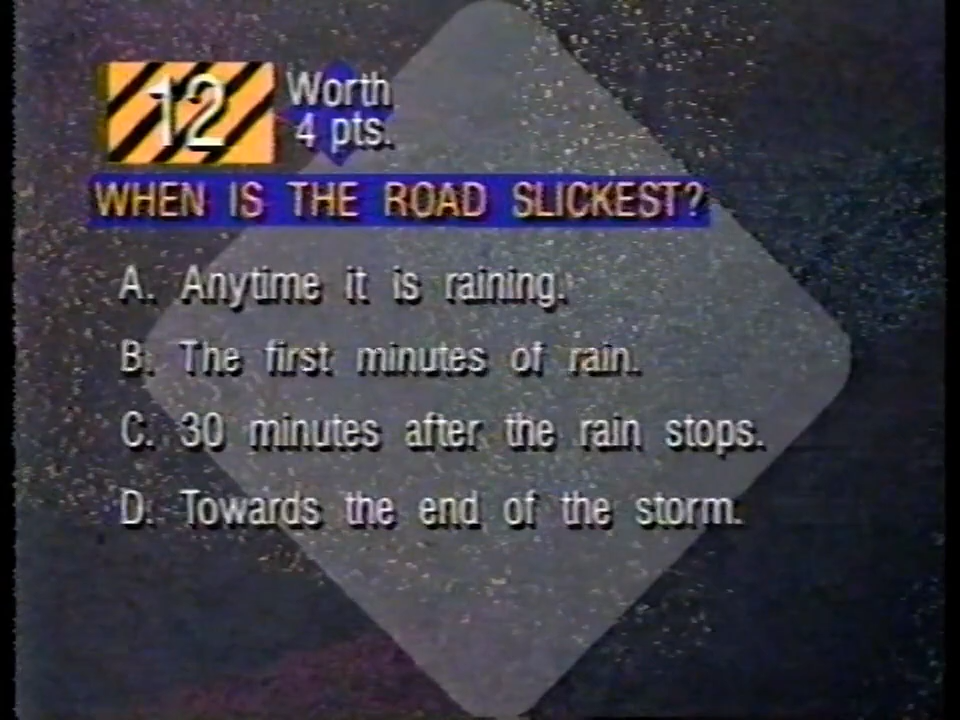 12
Worth
4 pts.
WHEN IS THE ROAD SLICKEST?
A. Anytime it is raining.
B. The first minutes of rain.
C. 30 minutes after the rain stops.
D. Towards the end of the storm.